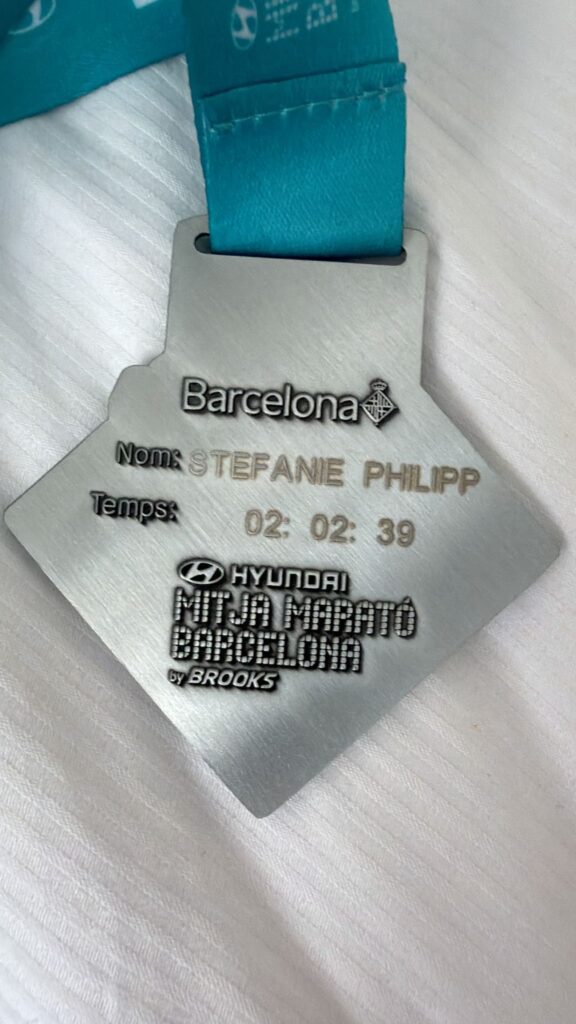 Barcelona
Nom: STEFANIE PHILIPP
Temps: 02: 02: 39
HYUNDAI
MITJA MARATÓ
BARCELONA
by BROOKS